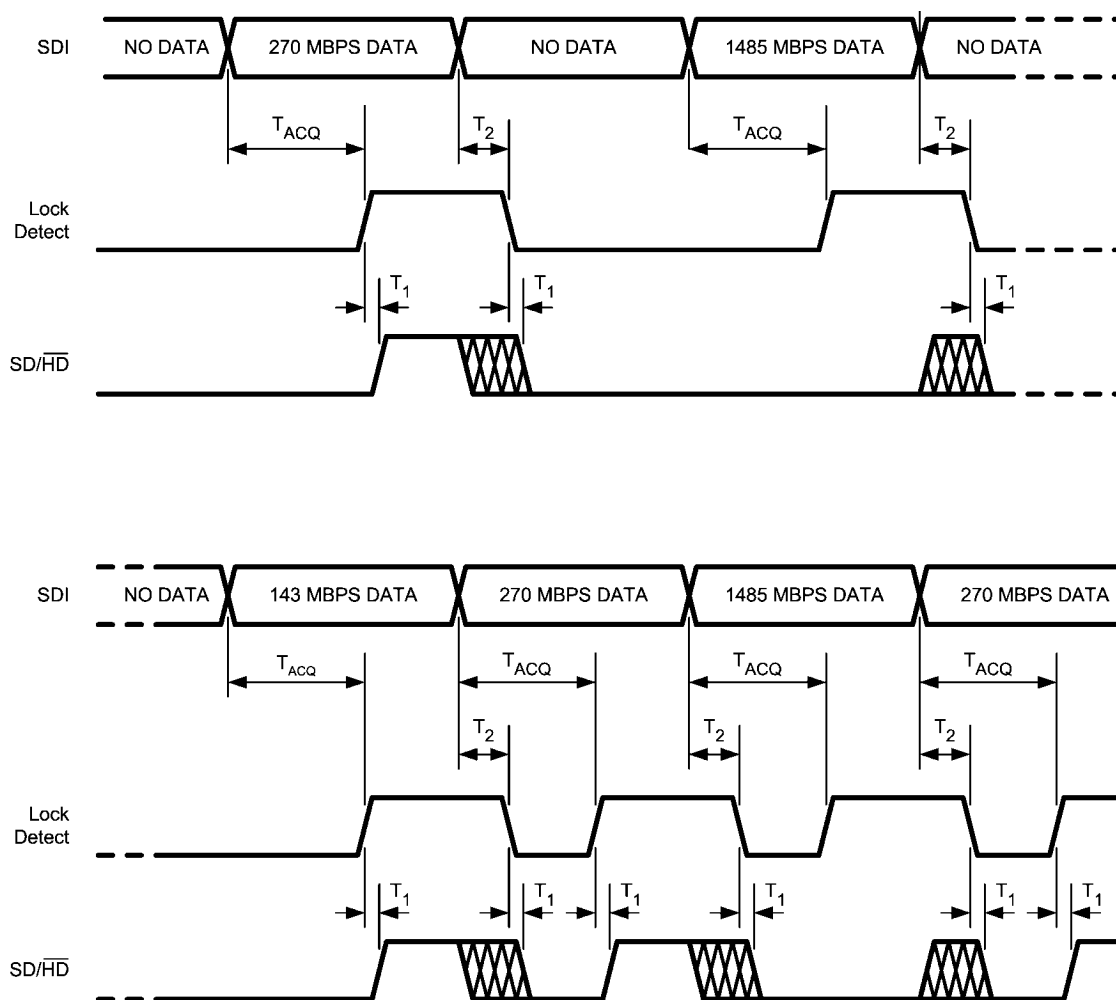 SDI NO DATA 270 MBPS DATA NO DATA 1485 MBPS DATA NO DATA
TACQ T2 TACQ T2
Lock
Detect
T1 T1 T1
SD/HD
SDI NO DATA 143 MBPS DATA 270 MBPS DATA 1485 MBPS DATA 270 MBPS DATA
TACQ TACQ TACQ TACQ
T2 T2 T2
Lock
Detect
T1 T1 T1 T1 T1 T1
SD/HD